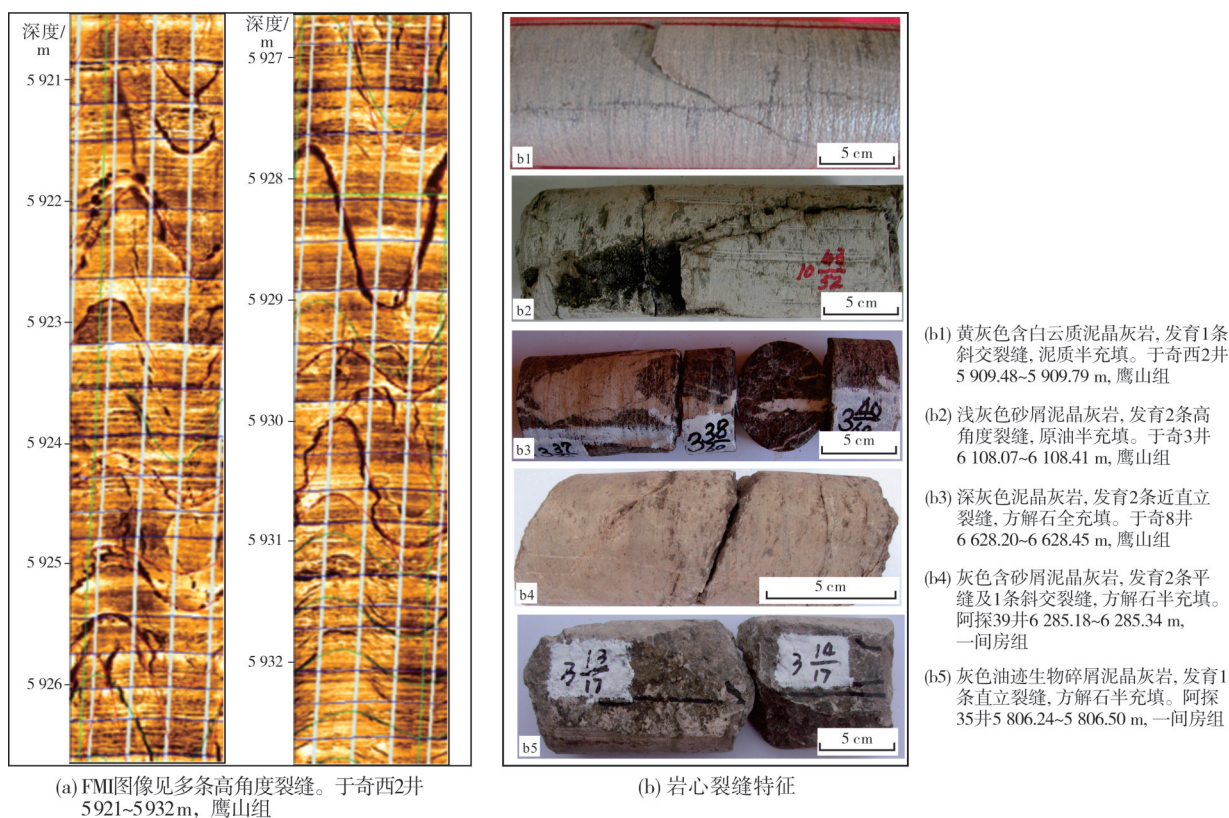 深度/
m
5 921
5 922
5 923
5 924
5 925
5 926
深度/
m
5 927
5 928
5 929
5 930
5 931
5 932
(a) FMI图像见多条高角度裂缝。于奇西2井
5 921~5 932 m, 鹰山组
b1
5 cm
b2
5 cm
b3
3 38
5 cm
b4
5 cm
3 13
17
3 14
17
b5
5 cm
(b) 岩心裂缝特征
(b1) 黄灰色含白云质泥晶灰岩, 发育1条
斜交裂缝, 泥质半充填。于奇西2井
5 909.48~5 909.79 m, 鹰山组
(b2) 浅灰色砂屑泥晶灰岩, 发育2条高
角度裂缝, 原油半充填。于奇3井
6 108.07~6 108.41 m, 鹰山组
(b3) 深灰色泥晶灰岩, 发育2条近直立
裂缝, 方解石全充填。于奇8井
6 628.20~6 628.45 m, 鹰山组
(b4) 灰色含砂屑泥晶灰岩, 发育2条平
缝及1条斜交裂缝, 方解石半充填。
阿探39井6 285.18~6 285.34 m,
一间房组
(b5) 灰色油迹生物碎屑泥晶灰岩, 发育1
条直立裂缝, 方解石半充填。阿探
35井5 806.24~5 806.50 m, 一间房组